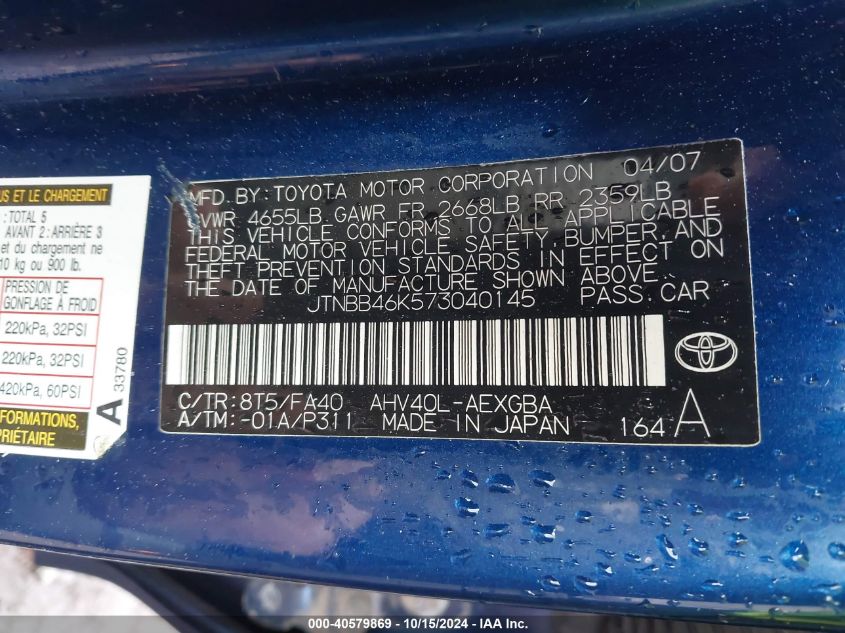 US ET LE CHARGEMENT
: TOTAL 5
AVANT 2 : ARRIÈRE 3
et du chargement ne
10 kg ou 900 lb.
PRESSION DE
GONFLAGE À FROID
220kPa, 32PSI
220kPa, 32PSI
420kPa, 60PSI
FORMATIONS,
PRIÉTAIRE
A 33780
MFD BY: TOYOTA MOTOR CORPORATION 04/07
GVWR 4655LB GAWR FR 2668LB RR 2359LB
THIS VEHICLE CONFORMS TO ALL APPLICABLE
FEDERAL MOTOR VEHICLE SAFETY, BUMPER, AND
THEFT PREVENTION STANDARDS IN EFFECT ON
THE DATE OF MANUFACTURE SHOWN ABOVE.
JTNBB46K573040145 PASS. CAR
C/TR: 8T5/FA40 AHV40L-AEXGBA
A/TM: -01A/P311 MADE IN JAPAN 164 A
000-40579869 - 10/15/2024 - IAA Inc.